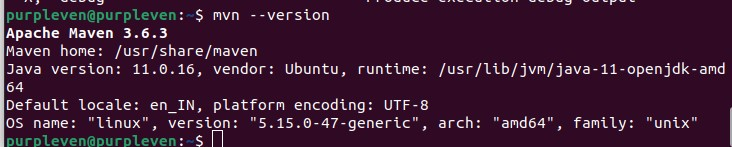 purpleven@purpleven:~$ mvn --version
Apache Maven 3.6.3
Maven home: /usr/share/maven
Java version: 11.0.16, vendor: Ubuntu, runtime: /usr/lib/jvm/java-11-openjdk-amd
64
Default locale: en_IN, platform encoding: UTF-8
OS name: "linux", version: "5.15.0-47-generic", arch: "amd64", family: "unix"
purpleven@purpleven:~$